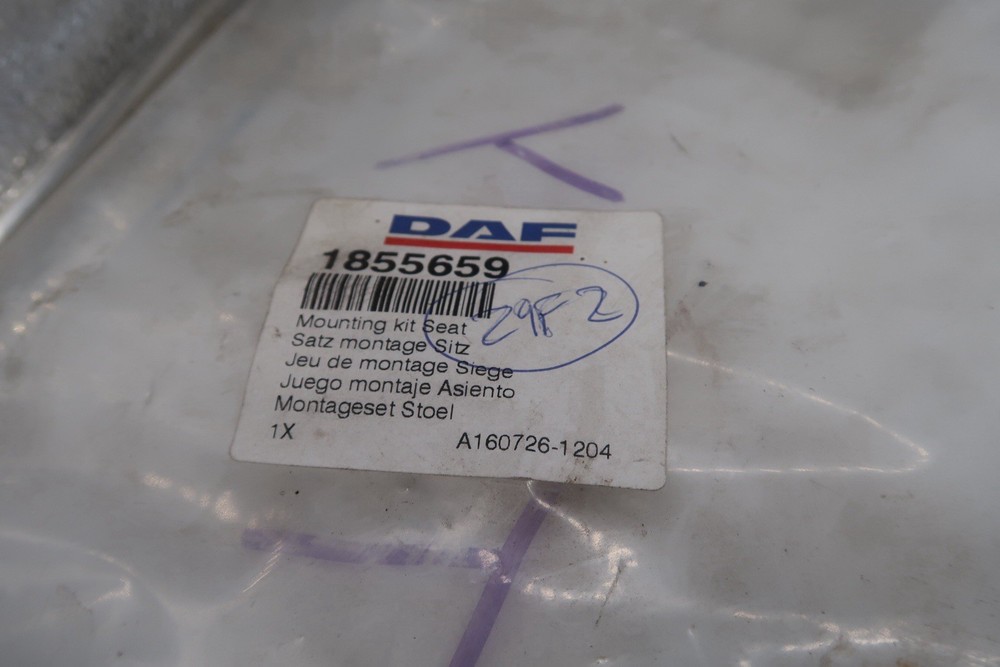 DAF
1855659
29F2
Mounting kit Seat
Satz montage Sitz
Jeu de montage Siege
Juego montaje Asiento
Montageset Stoel
1X A160726-1204